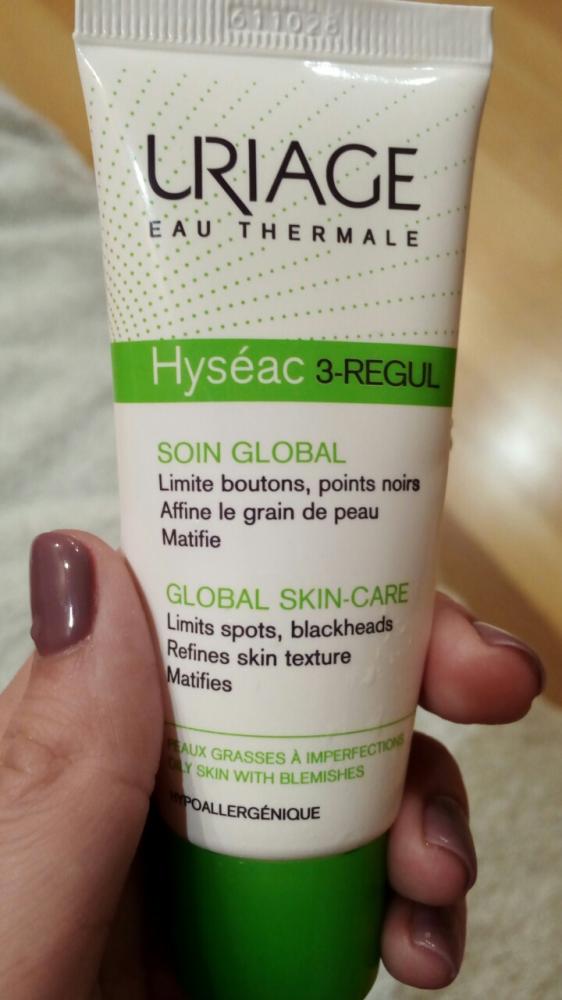 611028
URIAGE
EAU THERMALE
Hyséac 3-REGUL
SOIN GLOBAL
Limite boutons, points noirs
Affine le grain de peau
Matifie
GLOBAL SKIN-CARE
Limits spots, blackheads
Refines skin texture
Matifies
PEAUX GRASSES À IMPERFECTIONS
OILY SKIN WITH BLEMISHES
HYPOALLERGÉNIQUE